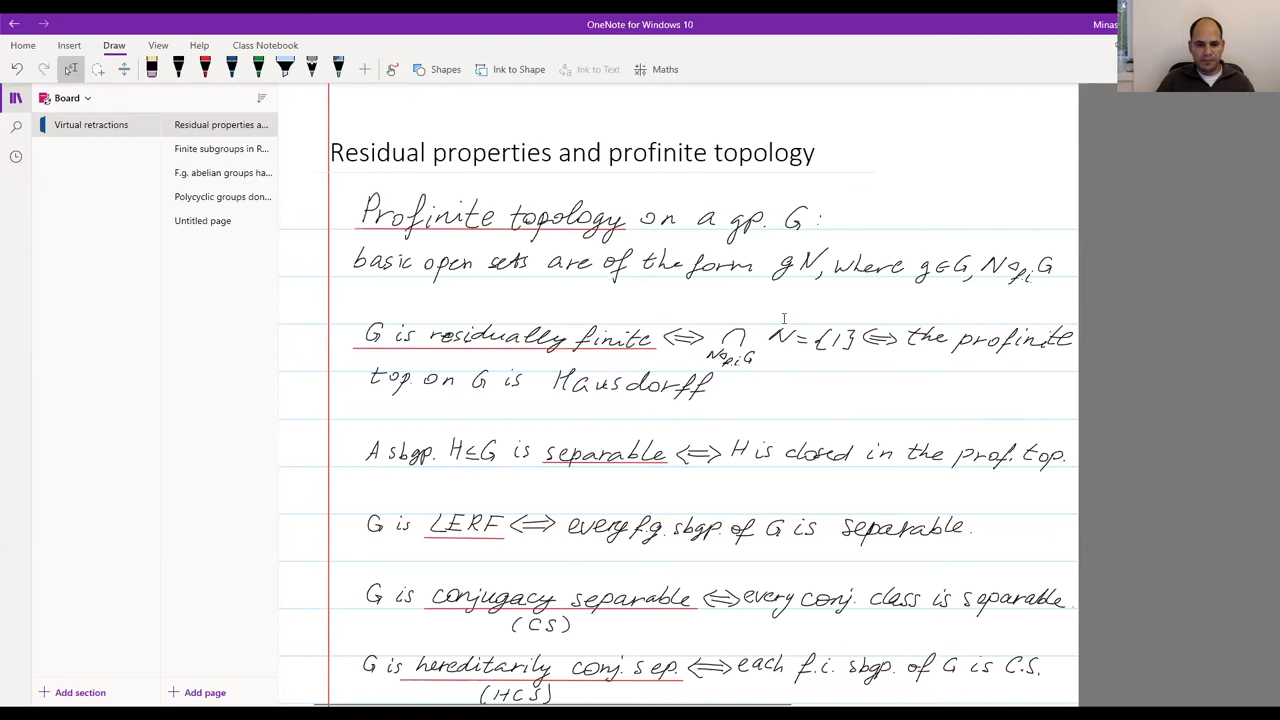 OneNote for Windows 10
Minas
Home Insert Draw View Help Class Notebook
Shapes Ink to Shape Ink to Text Maths
Board
Virtual retractions
Residual properties a...
Finite subgroups in R...
F.g. abelian groups ha...
Polycyclic groups don...
Untitled page
Residual properties and profinite topology
Profinite topology on a gp. G:
basic open sets are of the form gN, where g∈G, N⊲f.i. G
G is residually finite ⟺ ∩ N={1} ⟺ the profinite
N⊲f.i.G
top. on G is Hausdorff
A sbgp. H≤G is separable ⟺ H is closed in the prof. top.
G is LERF ⟺ every f.g. sbgp. of G is separable.
G is conjugacy separable ⟺ every conj. class is separable.
(CS)
G is hereditarily conj. sep. ⟺ each f.i. sbgp. of G is C.S.
(HCS)
+ Add section + Add page